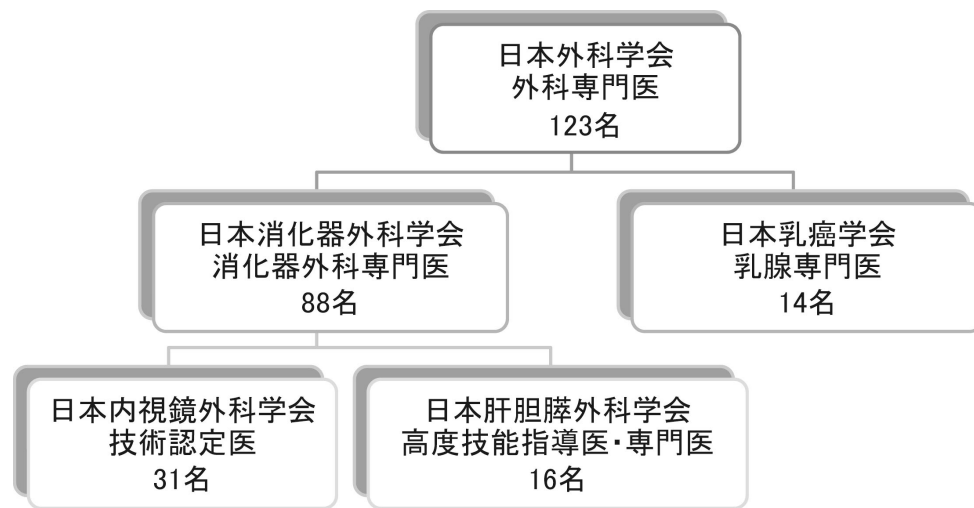 日本外科学会
外科専門医
123名
日本消化器外科学会
消化器外科専門医
88名
日本乳癌学会
乳腺専門医
14名
日本内視鏡外科学会
技術認定医
31名
日本肝胆膵外科学会
高度技能指導医・専門医
16名